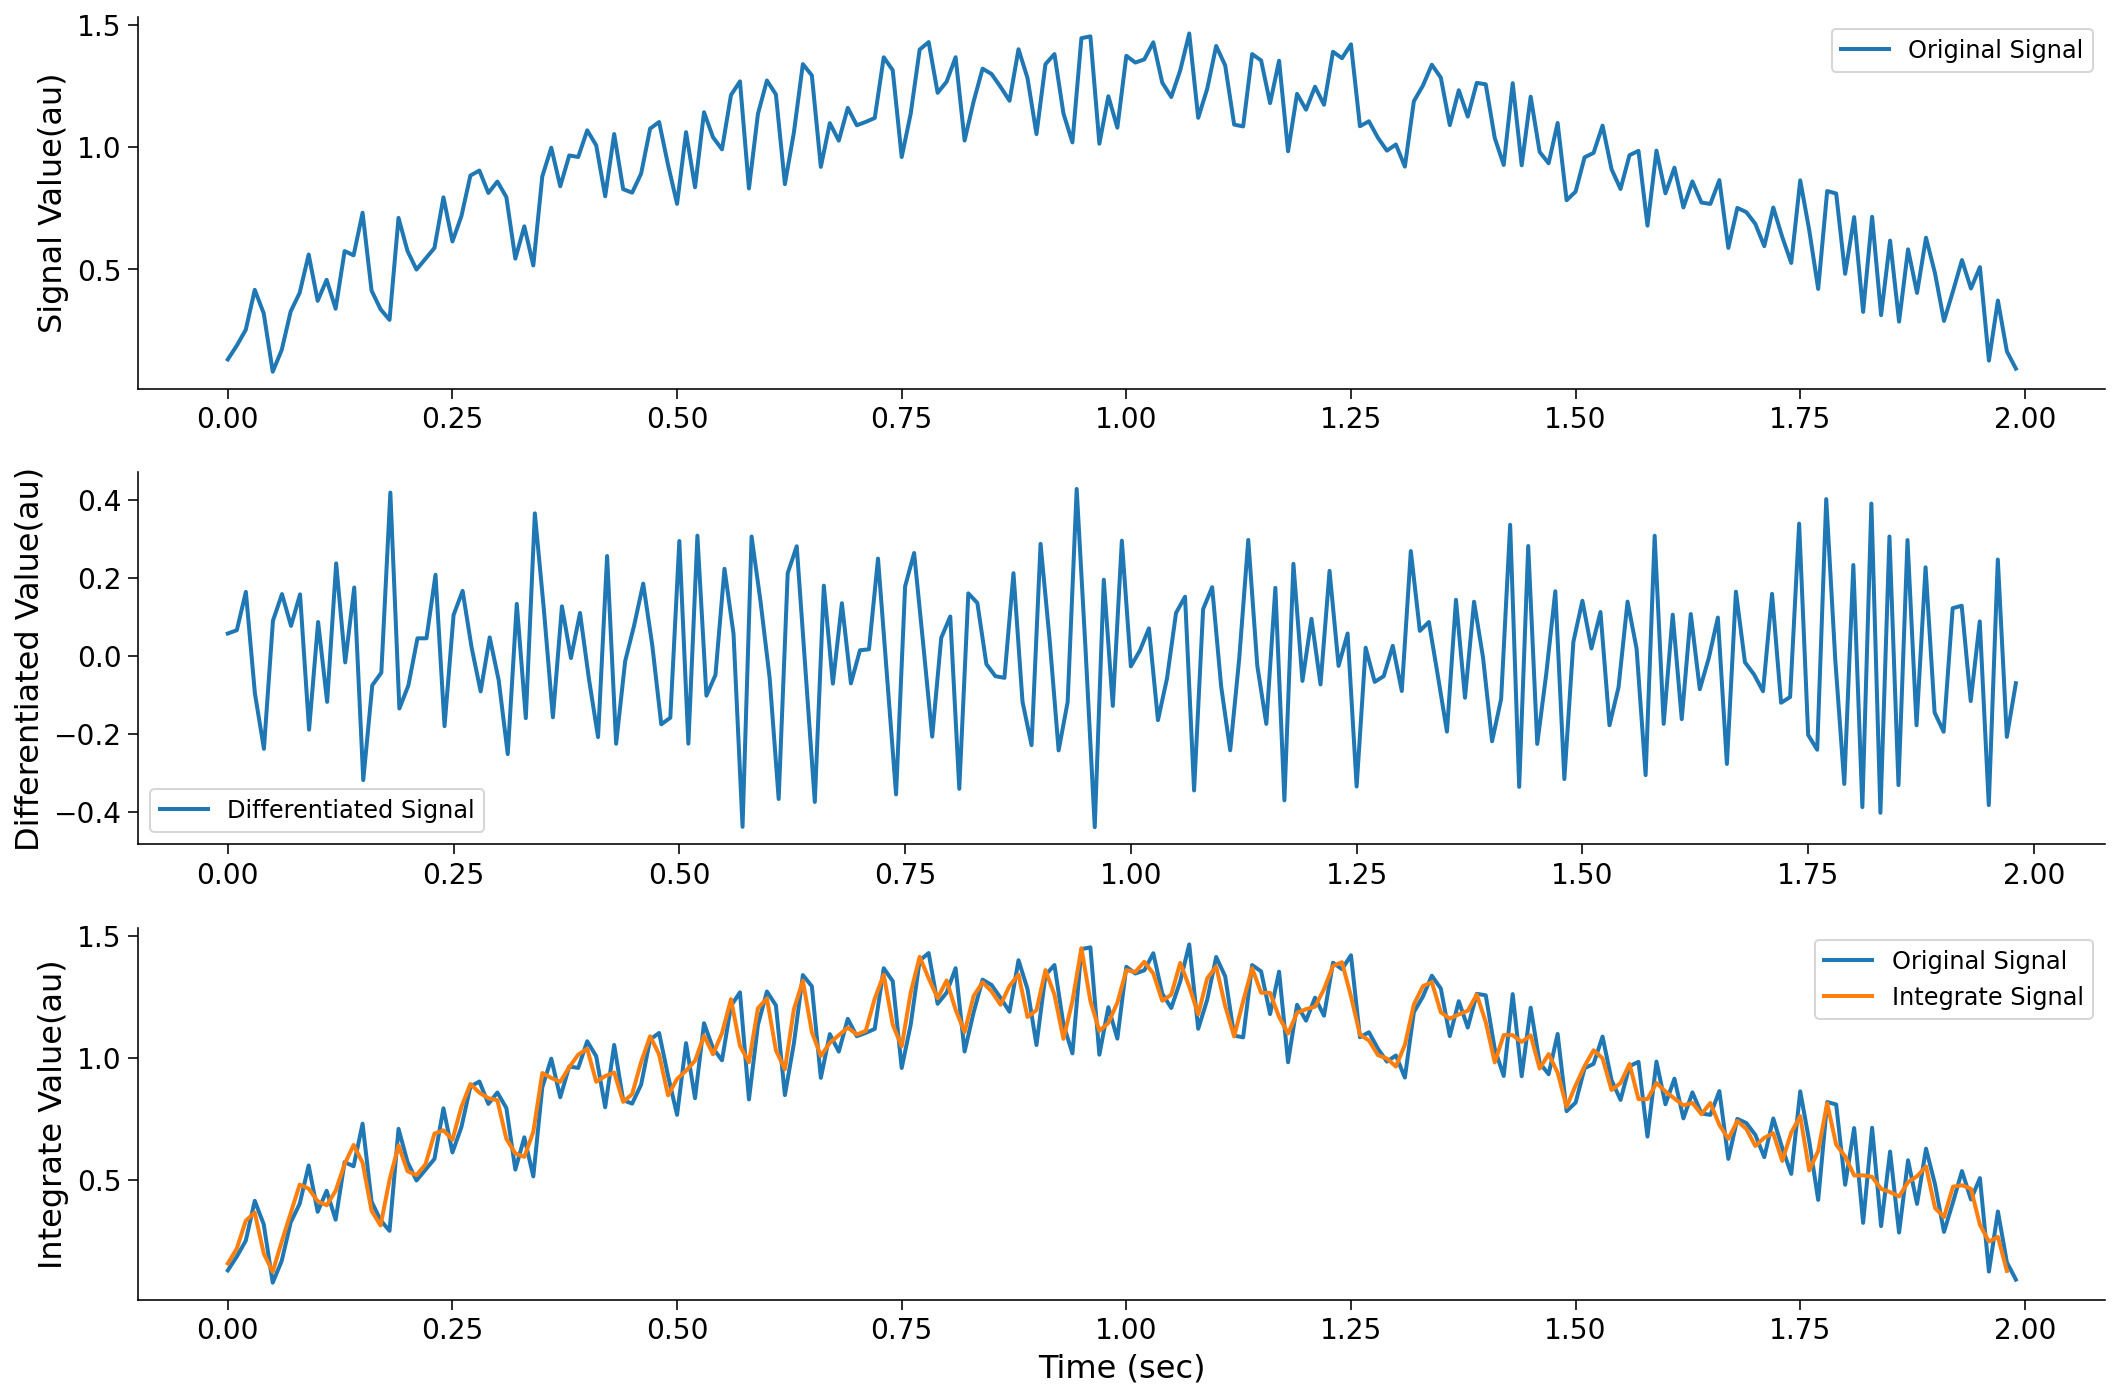 Signal Value(au)
1.5
1.0
0.5
Original Signal
0.00 0.25 0.50 0.75 1.00 1.25 1.50 1.75 2.00
Differentiated Value(au)
0.4
0.2
0.0
−0.2
−0.4
Differentiated Signal
0.00 0.25 0.50 0.75 1.00 1.25 1.50 1.75 2.00
Integrate Value(au)
1.5
1.0
0.5
Original Signal
Integrate Signal
0.00 0.25 0.50 0.75 1.00 1.25 1.50 1.75 2.00
Time (sec)